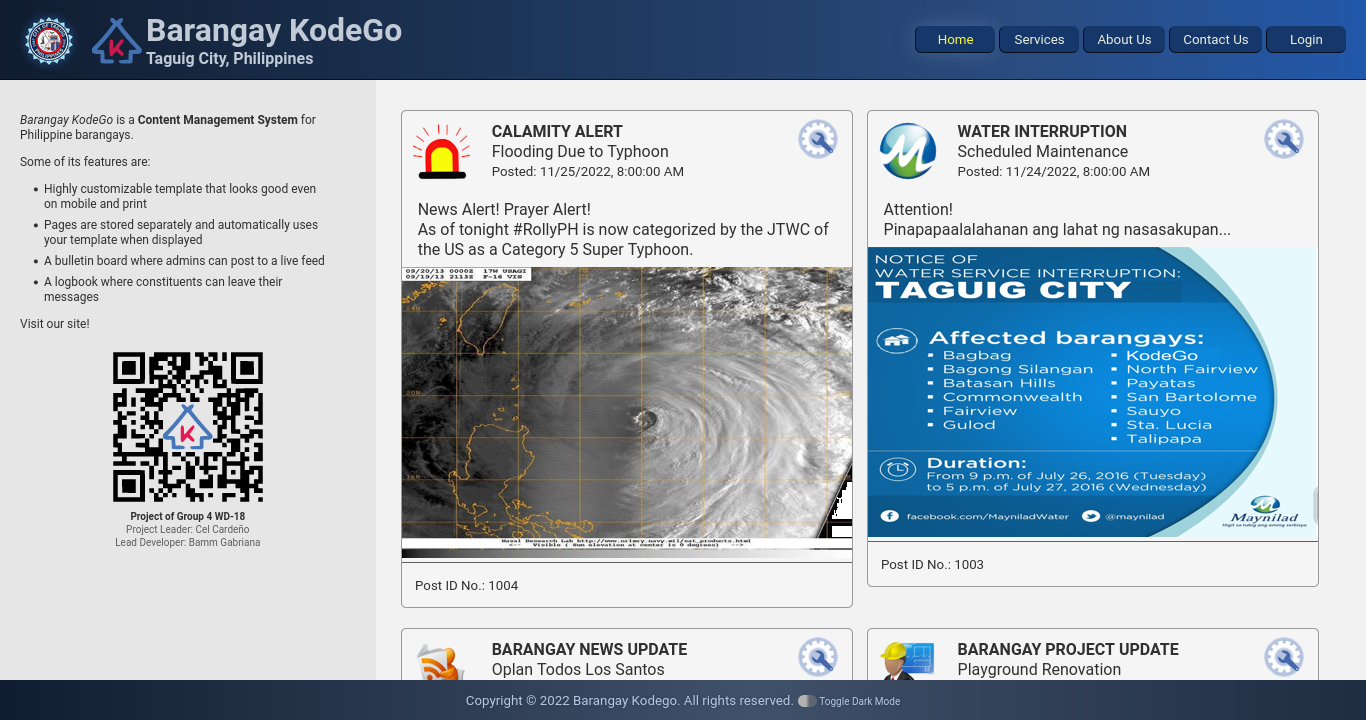 Barangay KodeGo
Taguig City, Philippines
Home
Services
About Us
Contact Us
Login
Barangay KodeGo is a Content Management System for
Philippine barangays.
Some of its features are:
• Highly customizable template that looks good even
on mobile and print
• Pages are stored separately and automatically uses
your template when displayed
• A bulletin board where admins can post to a live feed
• A logbook where constituents can leave their
messages
Visit our site!
K
Project of Group 4 WD-18
Project Leader: Cel Cardeño
Lead Developer: Bamm Gabriana
CALAMITY ALERT
Flooding Due to Typhoon
Posted: 11/25/2022, 8:00:00 AM
News Alert! Prayer Alert!
As of tonight #RollyPH is now categorized by the JTWC of
the US as a Category 5 Super Typhoon.
09/20/13 0000Z 17W USAGI
09/19/13 2113Z F-16 VIS
Naval Research Lab http://www.nrlmry.navy.mil/sat_products.html
<-- Visible ( Sun elevation at center is 9 degrees) -->
Post ID No.: 1004
WATER INTERRUPTION
Scheduled Maintenance
Posted: 11/24/2022, 8:00:00 AM
Attention!
Pinapapaalalahanan ang lahat ng nasasakupan...
NOTICE OF
WATER SERVICE INTERRUPTION:
TAGUIG CITY
Affected barangays:
▪ Bagbag
▪ Bagong Silangan
▪ Batasan Hills
▪ Commonwealth
▪ Fairview
▪ Gulod
▪ KodeGo
▪ North Fairview
▪ Payatas
▪ San Bartolome
▪ Sauyo
▪ Sta. Lucia
▪ Talipapa
Duration:
From 9 p.m. of July 26, 2016 (Tuesday)
to 5 p.m. of July 27, 2016 (Wednesday)
facebook.com/MayniladWater
@maynilad
Maynilad
Post ID No.: 1003
BARANGAY NEWS UPDATE
Oplan Todos Los Santos
BARANGAY PROJECT UPDATE
Playground Renovation
Copyright © 2022 Barangay Kodego. All rights reserved.
Toggle Dark Mode